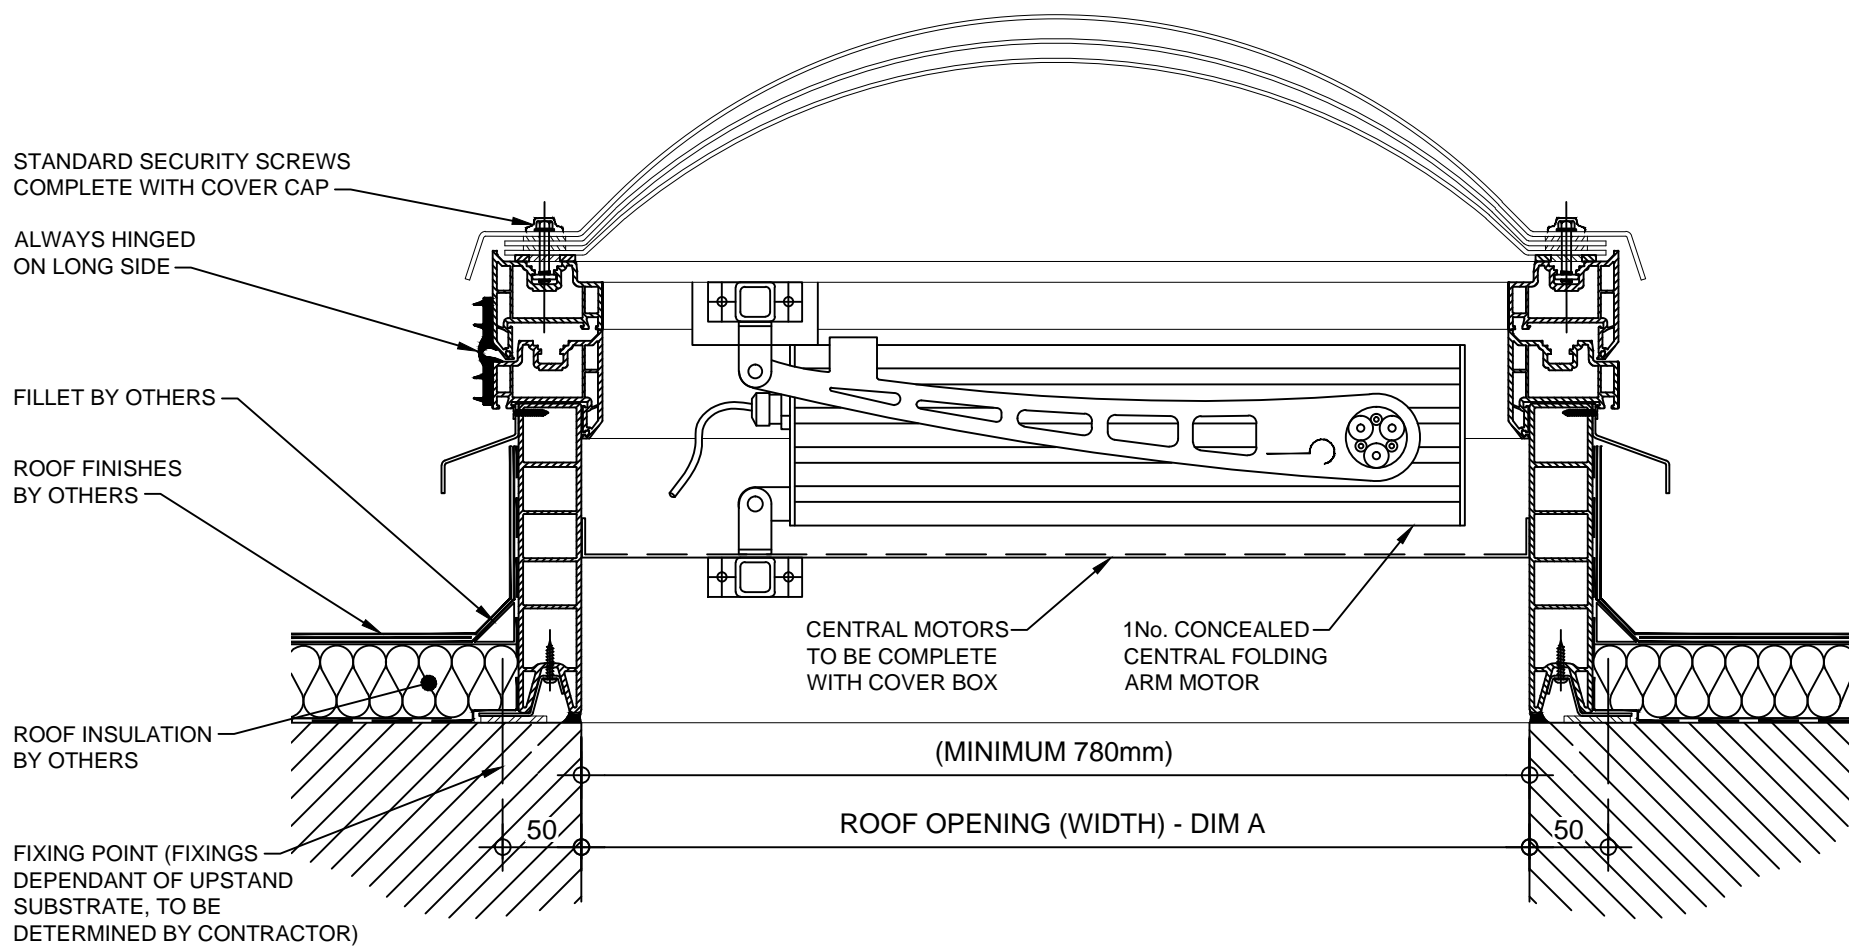 STANDARD SECURITY SCREWS
COMPLETE WITH COVER CAP
ALWAYS HINGED
ON LONG SIDE
FILLET BY OTHERS
ROOF FINISHES
BY OTHERS
CENTRAL MOTORS
TO BE COMPLETE
WITH COVER BOX
1No. CONCEALED
CENTRAL FOLDING
ARM MOTOR
ROOF INSULATION
BY OTHERS
(MINIMUM 780mm)
50
ROOF OPENING (WIDTH) - DIM A
50
FIXING POINT (FIXINGS
DEPENDANT OF UPSTAND
SUBSTRATE, TO BE
DETERMINED BY CONTRACTOR)